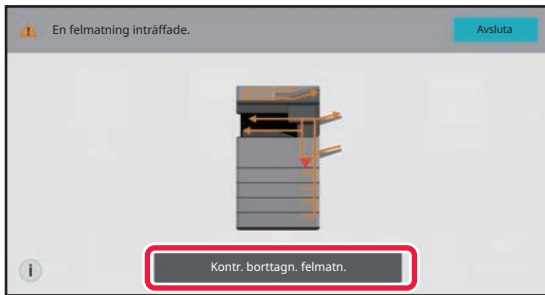 En felmatning inträffade.
Avsluta
Kontr. borttagn. felmatn.
i